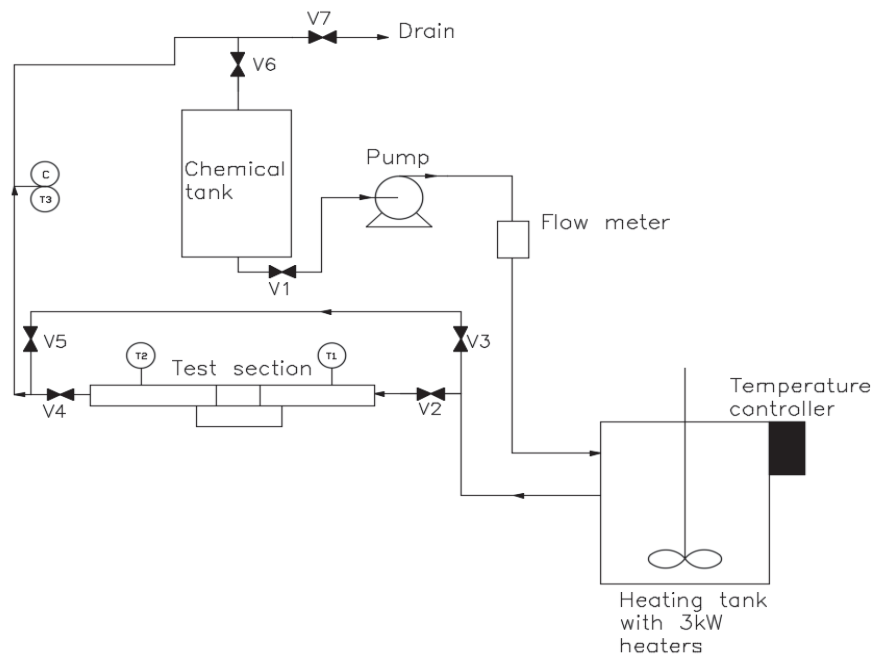 V7
Drain
V6
Chemical
tank
Pump
C
T3
Flow meter
V1
V5
V3
T2
Test section
T1
V4
V2
Temperature
controller
Heating tank
with 3kW
heaters